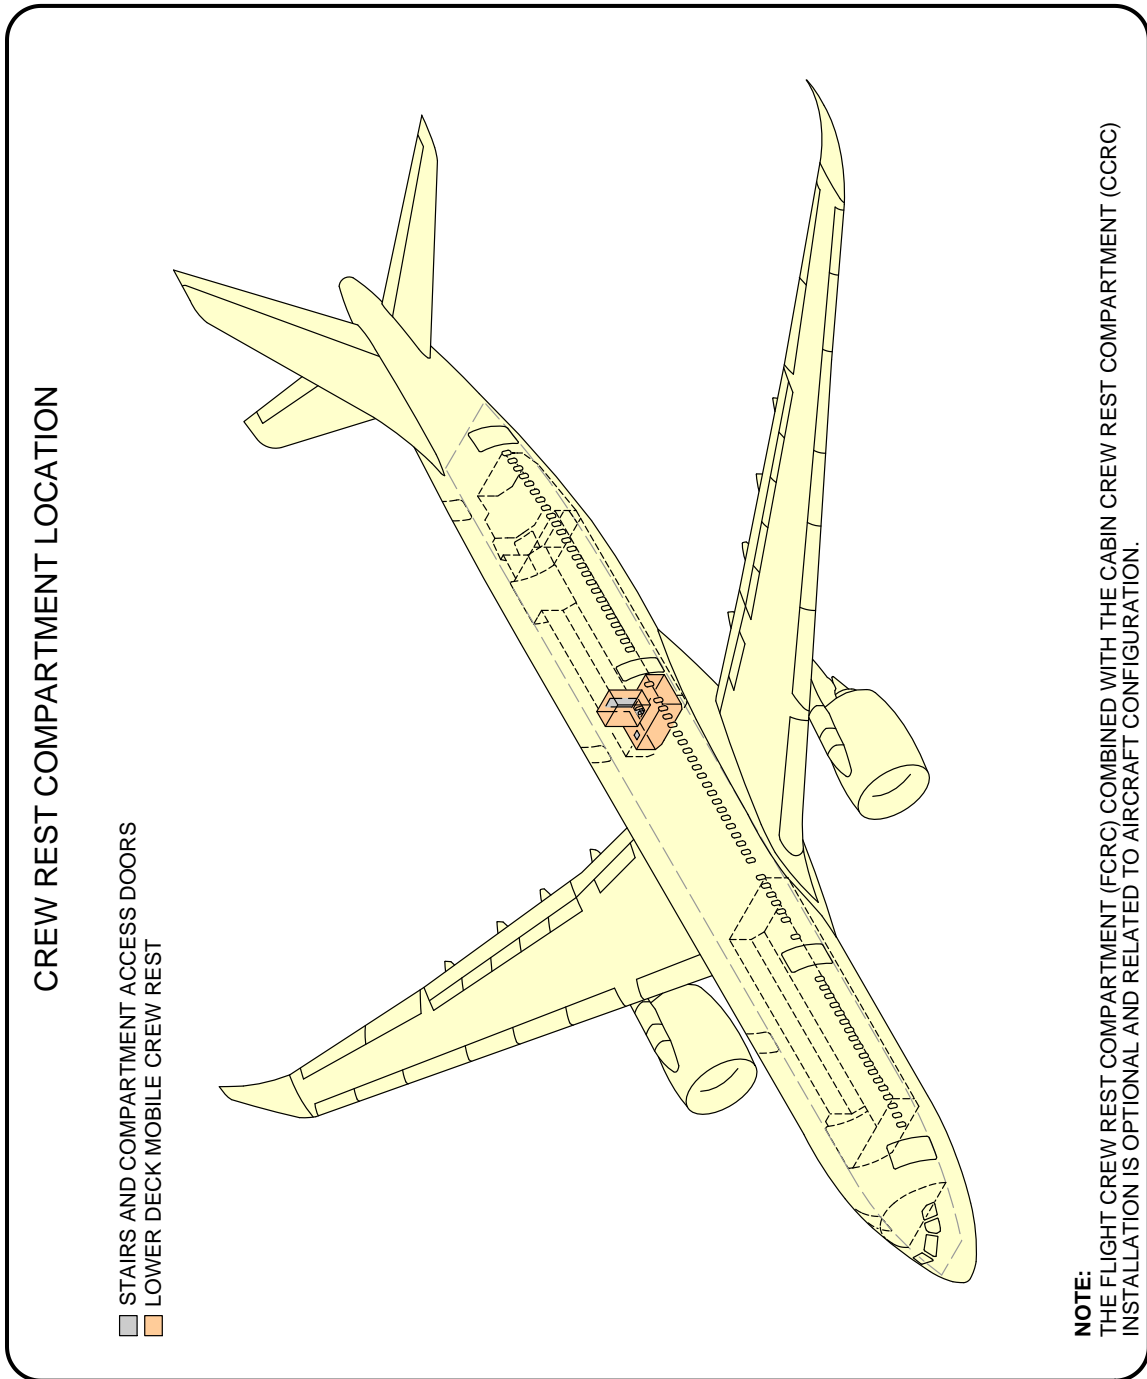 CREW REST COMPARTMENT LOCATION
STAIRS AND COMPARTMENT ACCESS DOORS
LOWER DECK MOBILE CREW REST
NOTE:
THE FLIGHT CREW REST COMPARTMENT (FCRC) COMBINED WITH THE CABIN CREW REST COMPARTMENT (CCRC)
INSTALLATION IS OPTIONAL AND RELATED TO AIRCRAFT CONFIGURATION.